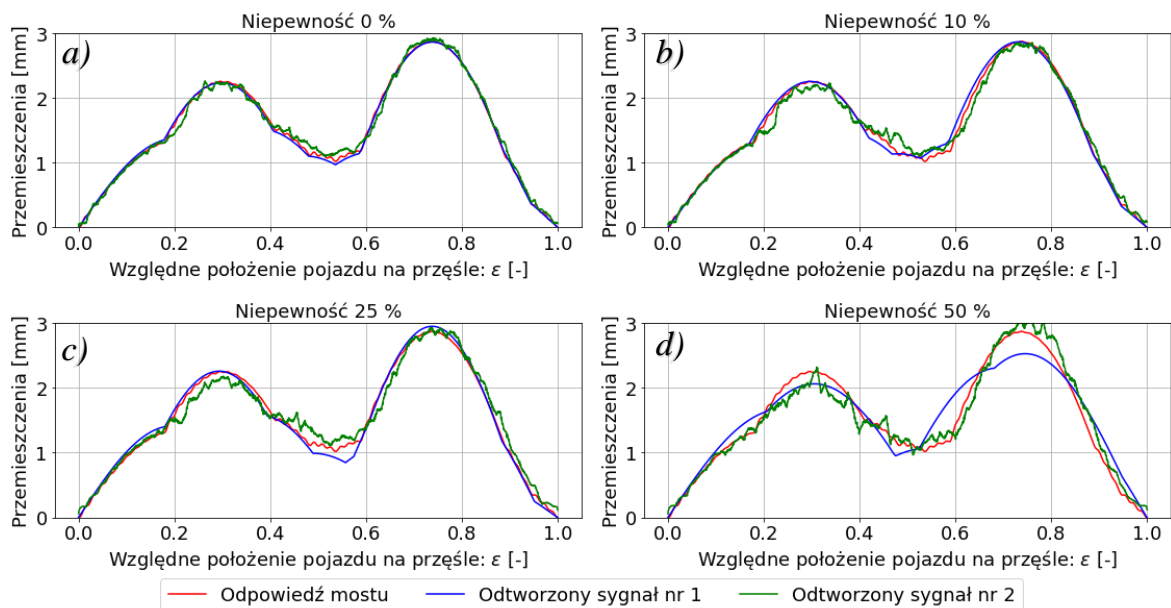 Niepewność 0 %
a)
Przemieszczenia [mm]
3
2
1
0
0.0 0.2 0.4 0.6 0.8 1.0
Względne położenie pojazdu na przęśle: ε [-]
Niepewność 10 %
b)
Przemieszczenia [mm]
3
2
1
0
0.0 0.2 0.4 0.6 0.8 1.0
Względne położenie pojazdu na przęśle: ε [-]
Niepewność 25 %
c)
Przemieszczenia [mm]
3
2
1
0
0.0 0.2 0.4 0.6 0.8 1.0
Względne położenie pojazdu na przęśle: ε [-]
Niepewność 50 %
d)
Przemieszczenia [mm]
3
2
1
0
0.0 0.2 0.4 0.6 0.8 1.0
Względne położenie pojazdu na przęśle: ε [-]
Odpowiedź mostu Odtworzony sygnał nr 1 Odtworzony sygnał nr 2